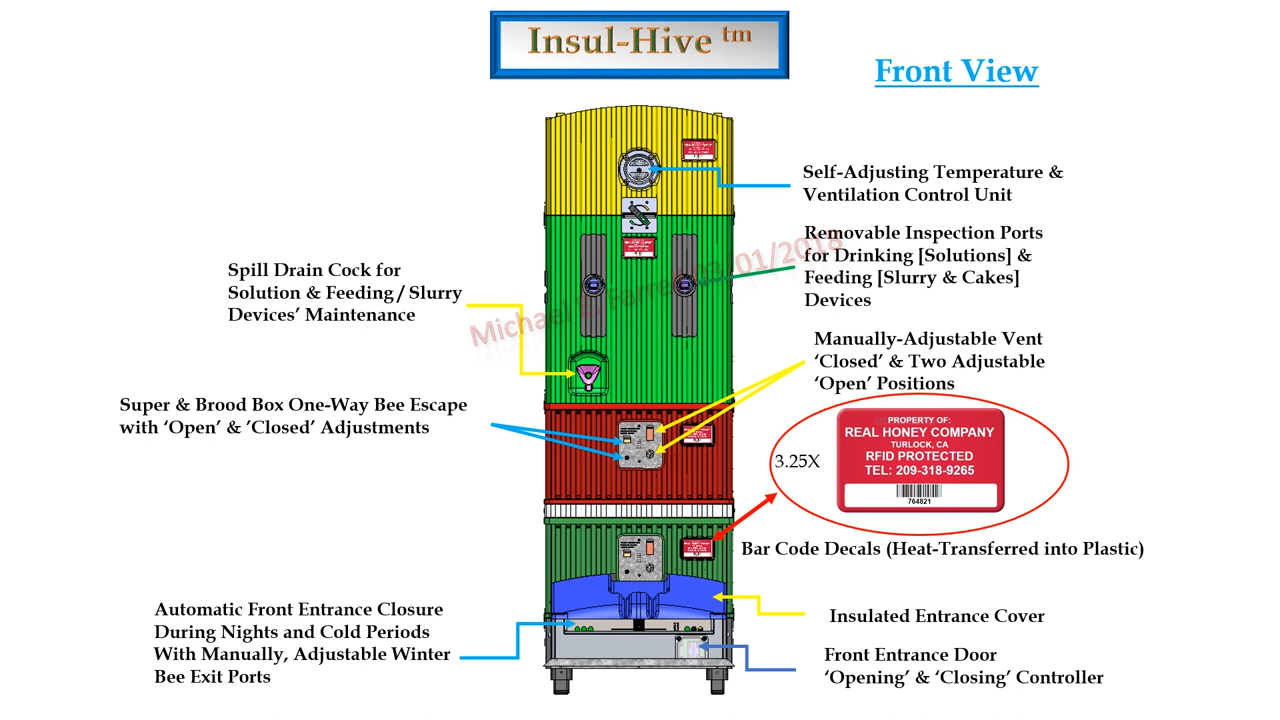 Insul-Hive ™
Front View
Self-Adjusting Temperature &
Ventilation Control Unit
Removable Inspection Ports
for Drinking [Solutions] &
Feeding [Slurry & Cakes]
Devices
Spill Drain Cock for
Solution & Feeding / Slurry
Devices’ Maintenance
Manually-Adjustable Vent
‘Closed’ & Two Adjustable
‘Open’ Positions
Super & Brood Box One-Way Bee Escape
with ‘Open’ & ’Closed’ Adjustments
3.25X
PROPERTY OF:
REAL HONEY COMPANY
TURLOCK, CA
RFID PROTECTED
TEL: 209-318-9265
764821
Bar Code Decals (Heat-Transferred into Plastic)
Automatic Front Entrance Closure
During Nights and Cold Periods
With Manually, Adjustable Winter
Bee Exit Ports
Insulated Entrance Cover
Front Entrance Door
‘Opening’ & ‘Closing’ Controller